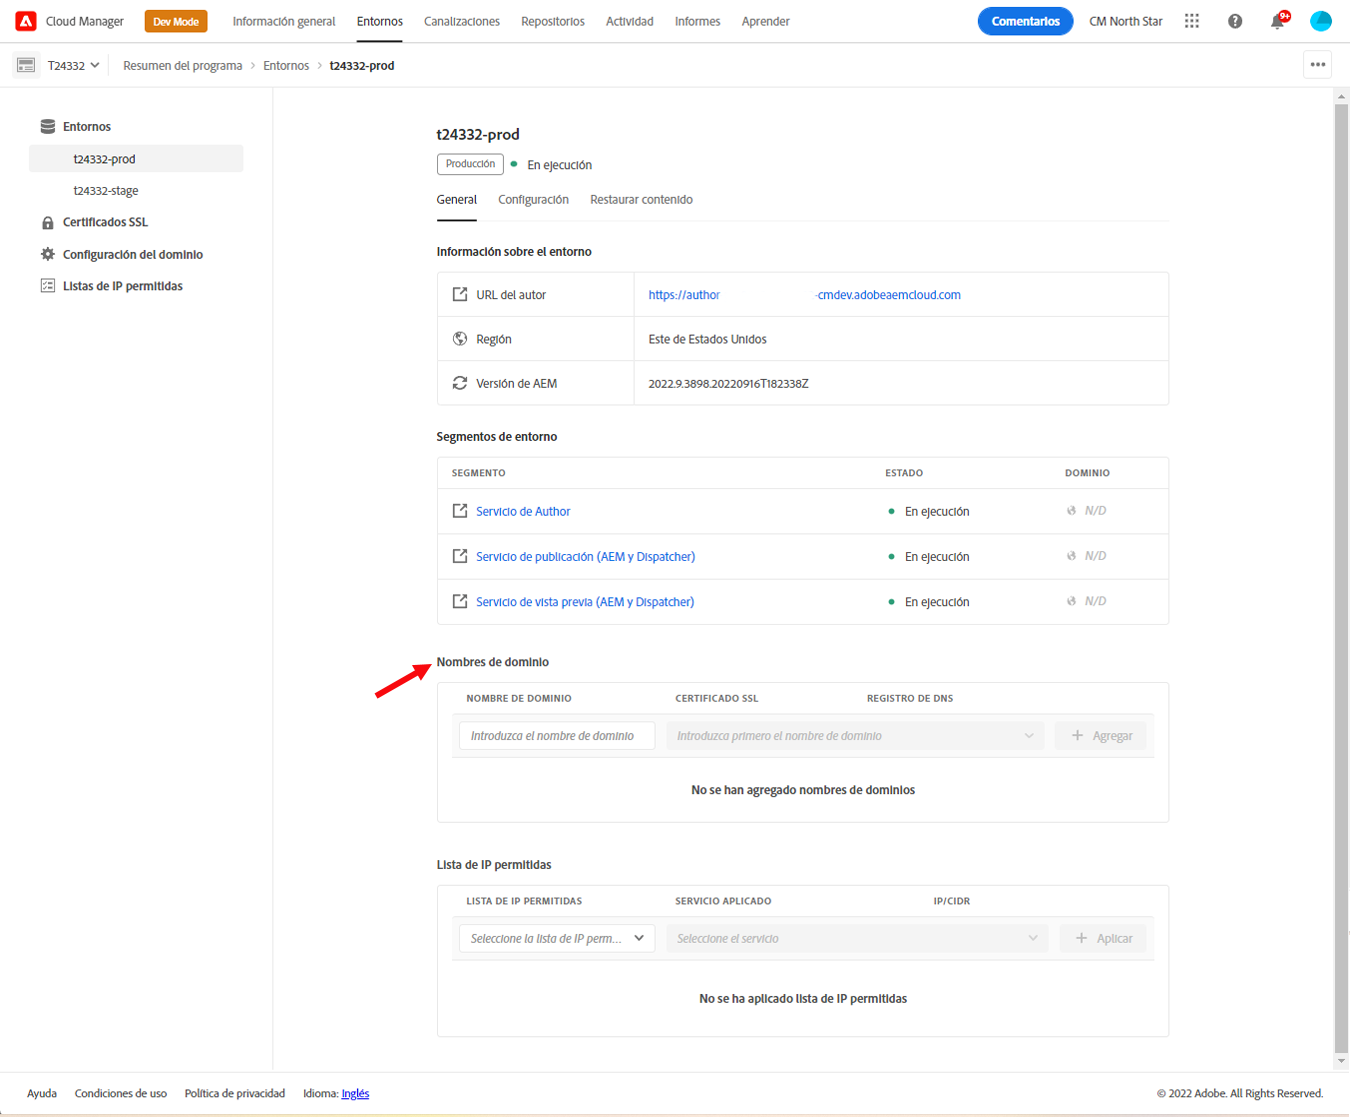 Cloud Manager Dev Mode Información general Entornos Canalizaciones Repositorios Actividad Informes Aprender Comentarios CM North Star 9+
T24332 Resumen del programa > Entornos > t24332-prod
Entornos
t24332-prod
t24332-stage
Certificados SSL
Configuración del dominio
Listas de IP permitidas
t24332-prod
Producción En ejecución
General Configuración Restaurar contenido
Información sobre el entorno
URL del autor https://author -cmdev.adobeaemcloud.com
Región Este de Estados Unidos
Versión de AEM 2022.9.3898.20220916T182338Z
Segmentos de entorno
SEGMENTO ESTADO DOMINIO
Servicio de Author En ejecución N/D
Servicio de publicación (AEM y Dispatcher) En ejecución N/D
Servicio de vista previa (AEM y Dispatcher) En ejecución N/D
Nombres de dominio
NOMBRE DE DOMINIO CERTIFICADO SSL REGISTRO DE DNS
Introduzca el nombre de dominio Introduzca primero el nombre de dominio + Agregar
No se han agregado nombres de dominios
Lista de IP permitidas
LISTA DE IP PERMITIDAS SERVICIO APLICADO IP/CIDR
Seleccione la lista de IP perm... Seleccione el servicio + Aplicar
No se ha aplicado lista de IP permitidas
Ayuda Condiciones de uso Política de privacidad Idioma: Inglés © 2022 Adobe. All Rights Reserved.